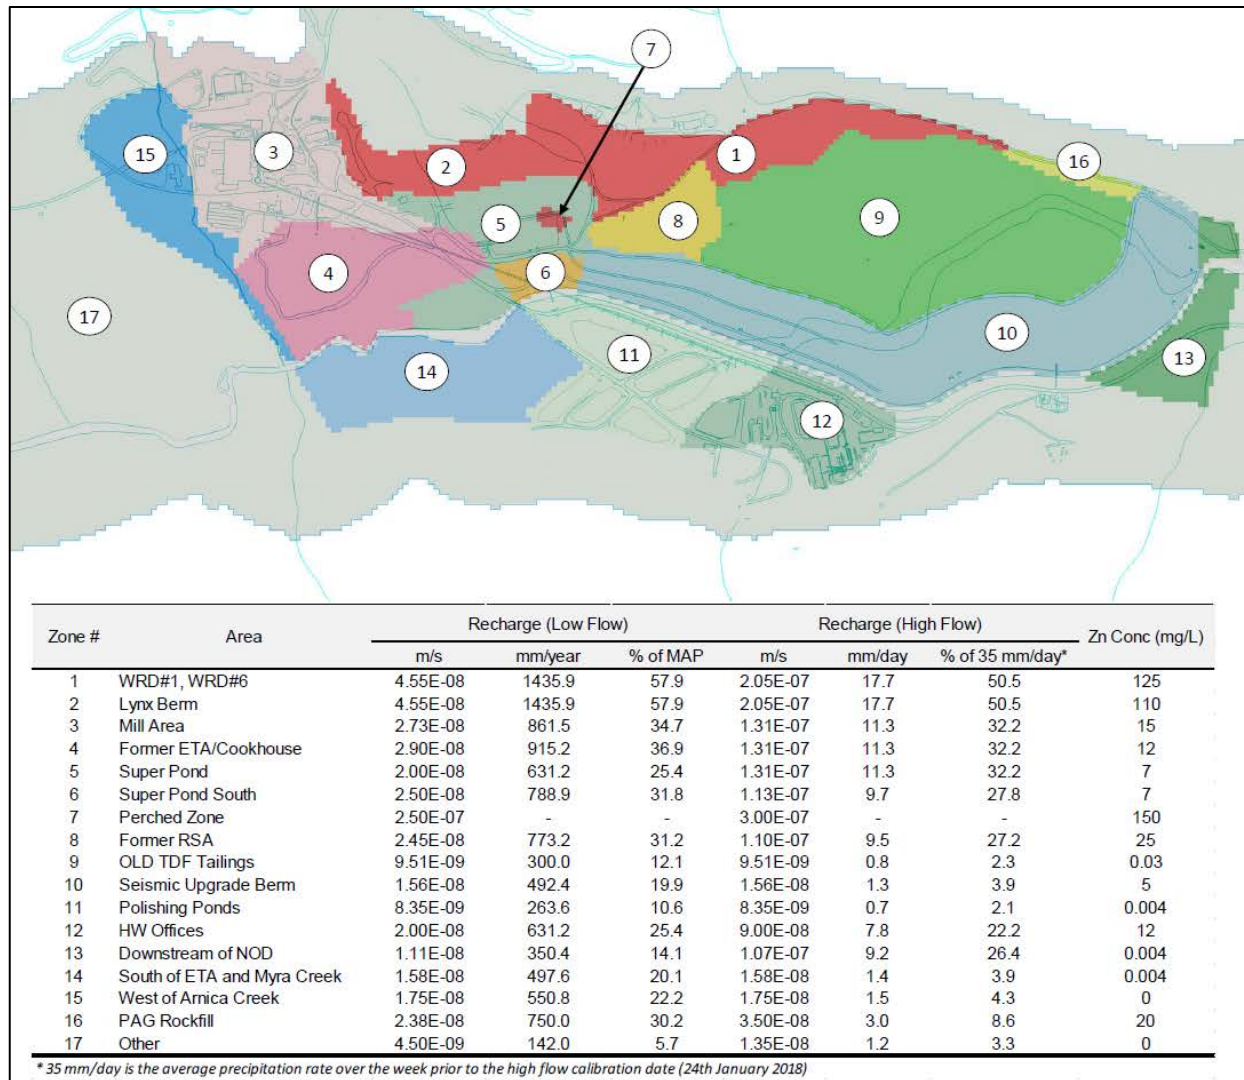 7
15
3
2
1
16
5
8
9
4
6
17
10
11
13
14
12
Zone # Area Recharge (Low Flow) Recharge (High Flow) Zn Conc (mg/L)
m/s mm/year % of MAP m/s mm/day % of 35 mm/day*
1 WRD#1, WRD#6 4.55E-08 1435.9 57.9 2.05E-07 17.7 50.5 125
2 Lynx Berm 4.55E-08 1435.9 57.9 2.05E-07 17.7 50.5 110
3 Mill Area 2.73E-08 861.5 34.7 1.31E-07 11.3 32.2 15
4 Former ETA/Cookhouse 2.90E-08 915.2 36.9 1.31E-07 11.3 32.2 12
5 Super Pond 2.00E-08 631.2 25.4 1.31E-07 11.3 32.2 7
6 Super Pond South 2.50E-08 788.9 31.8 1.13E-07 9.7 27.8 7
7 Perched Zone 2.50E-07 - - 3.00E-07 - - 150
8 Former RSA 2.45E-08 773.2 31.2 1.10E-07 9.5 27.2 25
9 OLD TDF Tailings 9.51E-09 300.0 12.1 9.51E-09 0.8 2.3 0.03
10 Seismic Upgrade Berm 1.56E-08 492.4 19.9 1.56E-08 1.3 3.9 5
11 Polishing Ponds 8.35E-09 263.6 10.6 8.35E-09 0.7 2.1 0.004
12 HW Offices 2.00E-08 631.2 25.4 9.00E-08 7.8 22.2 12
13 Downstream of NOD 1.11E-08 350.4 14.1 1.07E-07 9.2 26.4 0.004
14 South of ETA and Myra Creek 1.58E-08 497.6 20.1 1.58E-08 1.4 3.9 0.004
15 West of Arnica Creek 1.75E-08 550.8 22.2 1.75E-08 1.5 4.3 0
16 PAG Rockfill 2.38E-08 750.0 30.2 3.50E-08 3.0 8.6 20
17 Other 4.50E-09 142.0 5.7 1.35E-08 1.2 3.3 0
* 35 mm/day is the average precipitation rate over the week prior to the high flow calibration date (24th January 2018)